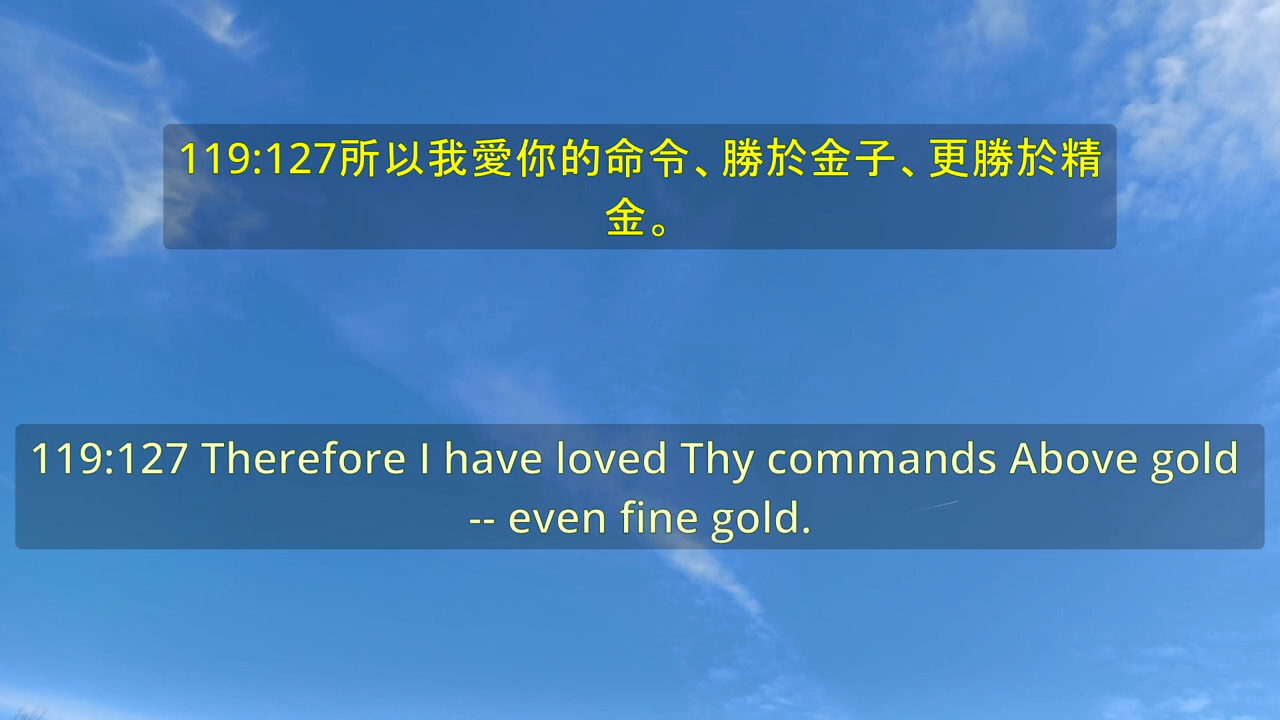 119:127所以我愛你的命令、勝於金子、更勝於精
金。
119:127 Therefore I have loved Thy commands Above gold
-- even fine gold.